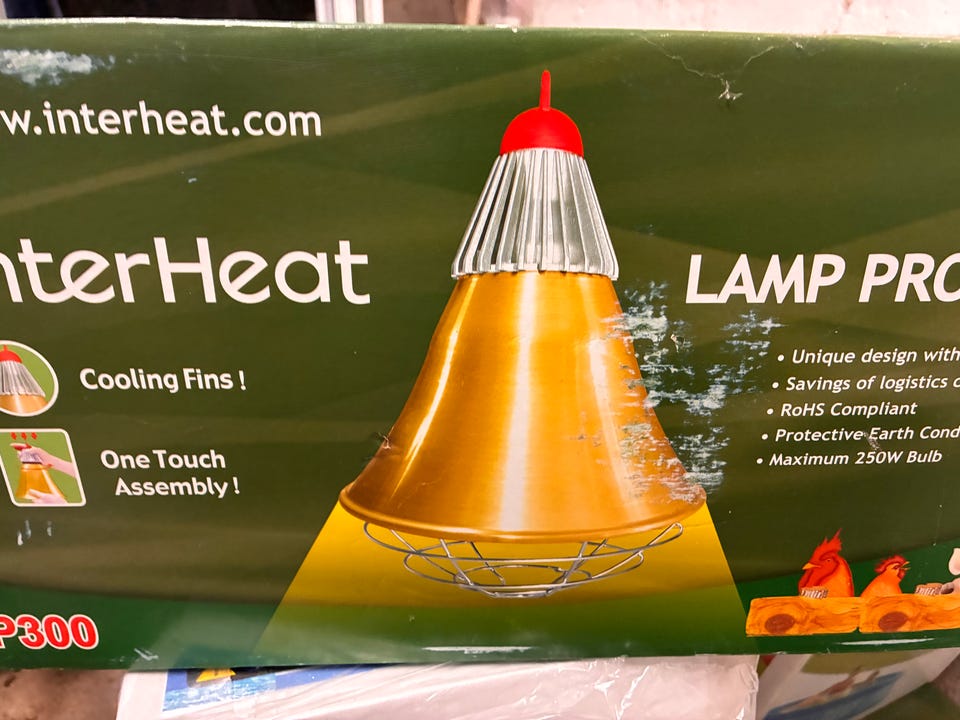 w.interheat.com
nterHeat
LAMP PRO
Cooling Fins !
One Touch
Assembly !
• Unique design with
• Savings of logistics c
• RoHS Compliant
• Protective Earth Cond
• Maximum 250W Bulb
P300